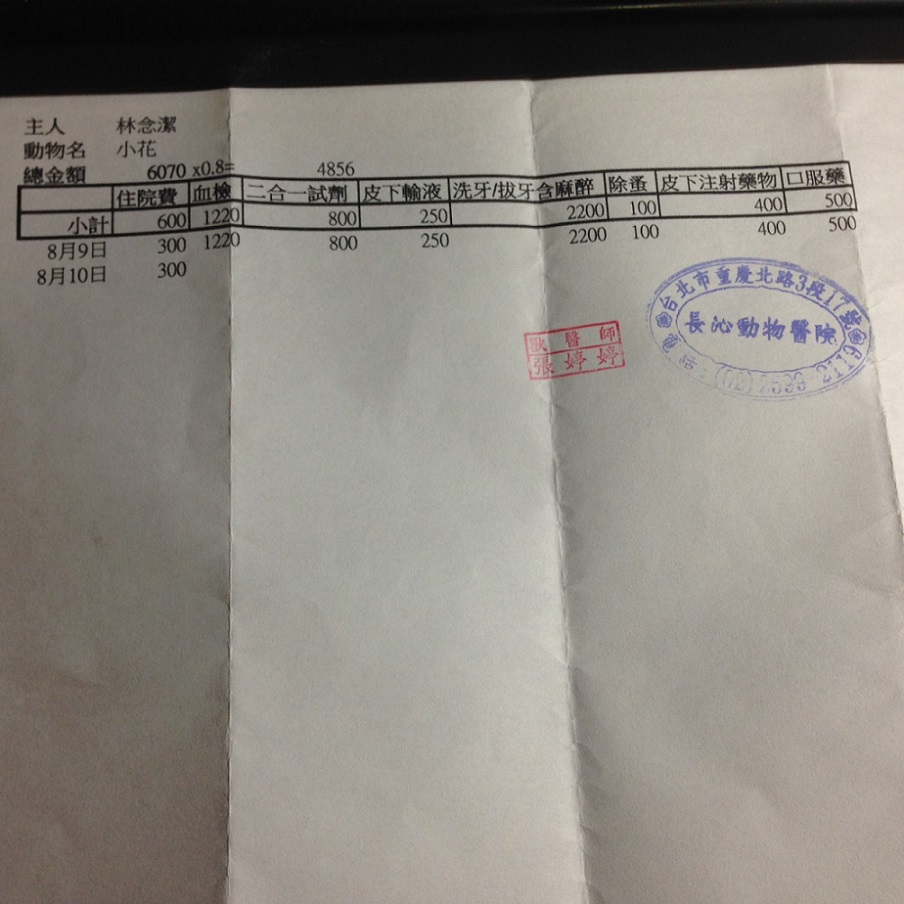 主人 林念潔
動物名 小花
總金額 6070 x0.8= 4856
住院費 血檢 二合一試劑 皮下輸液 洗牙/拔牙含麻醉 除蚤 皮下注射藥物 口服藥
小計 600 1220 800 250 2200 100 400 500
8月9日 300 1220 800 250 2200 100 400 500
8月10日 300
台北市重慶北路3段17號
長沁動物醫院
電話:(02)2599-2119
獸醫師
張婷婷